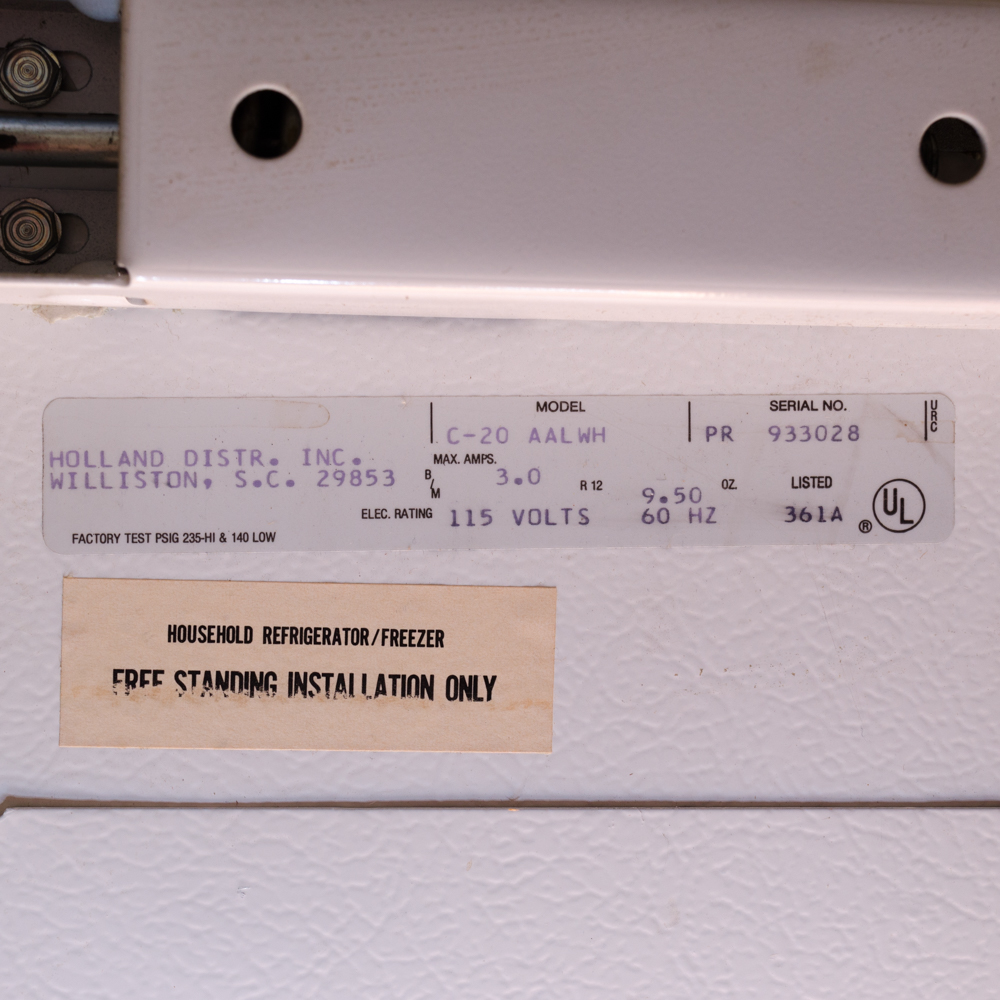 MODEL
SERIAL NO.
URC
C-20 AALWH
PR 933028
HOLLAND DISTR. INC.
WILLISTON, S.C. 29853
B/M
MAX. AMPS.
3.0
R 12
9.50 OZ.
LISTED
ELEC. RATING
115 VOLTS
60 HZ
361A
® UL
FACTORY TEST PSIG 235-HI & 140 LOW
HOUSEHOLD REFRIGERATOR/FREEZER
FREE STANDING INSTALLATION ONLY